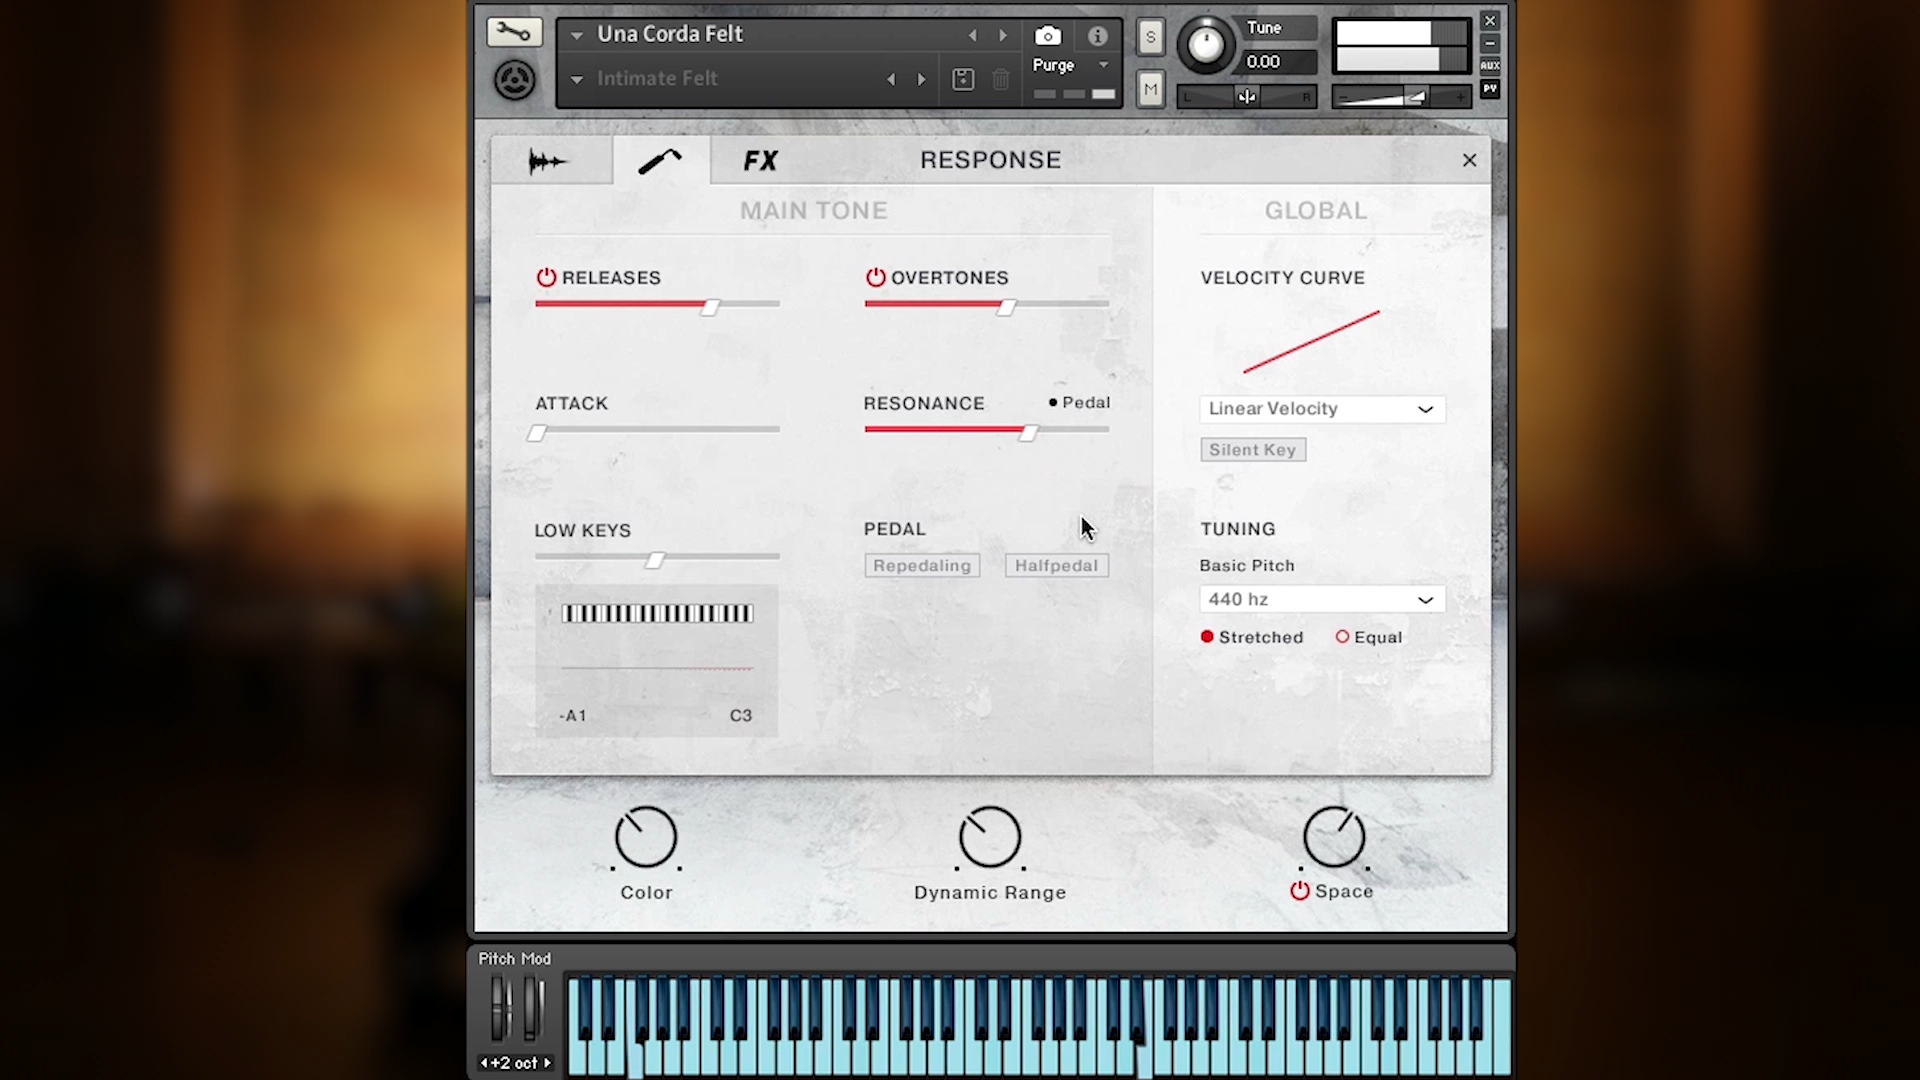 Una Corda Felt
Intimate Felt
Purge
S
M
Tune
0.00
L
R
AUX
PV
FX
RESPONSE
MAIN TONE
GLOBAL
RELEASES
OVERTONES
VELOCITY CURVE
ATTACK
RESONANCE
Pedal
Linear Velocity
Silent Key
LOW KEYS
PEDAL
Repedaling
Halfpedal
TUNING
Basic Pitch
440 hz
Stretched
Equal
-A1
C3
Color
Dynamic Range
Space
Pitch Mod
+2 oct